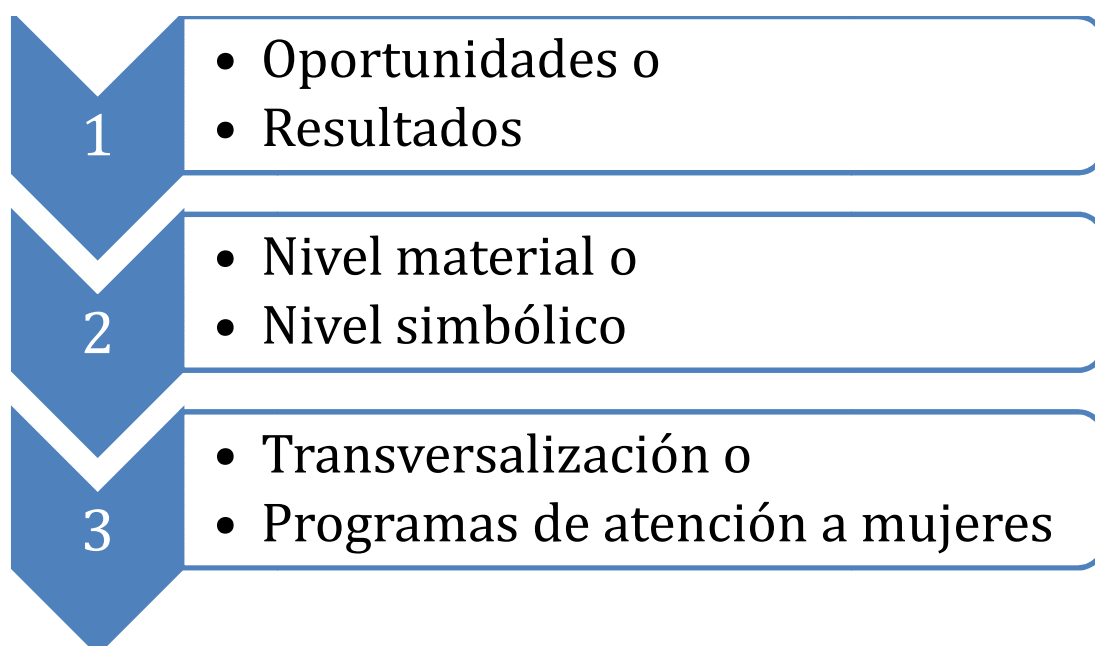 1
• Oportunidades o
• Resultados
2
• Nivel material o
• Nivel simbólico
3
• Transversalización o
• Programas de atención a mujeres